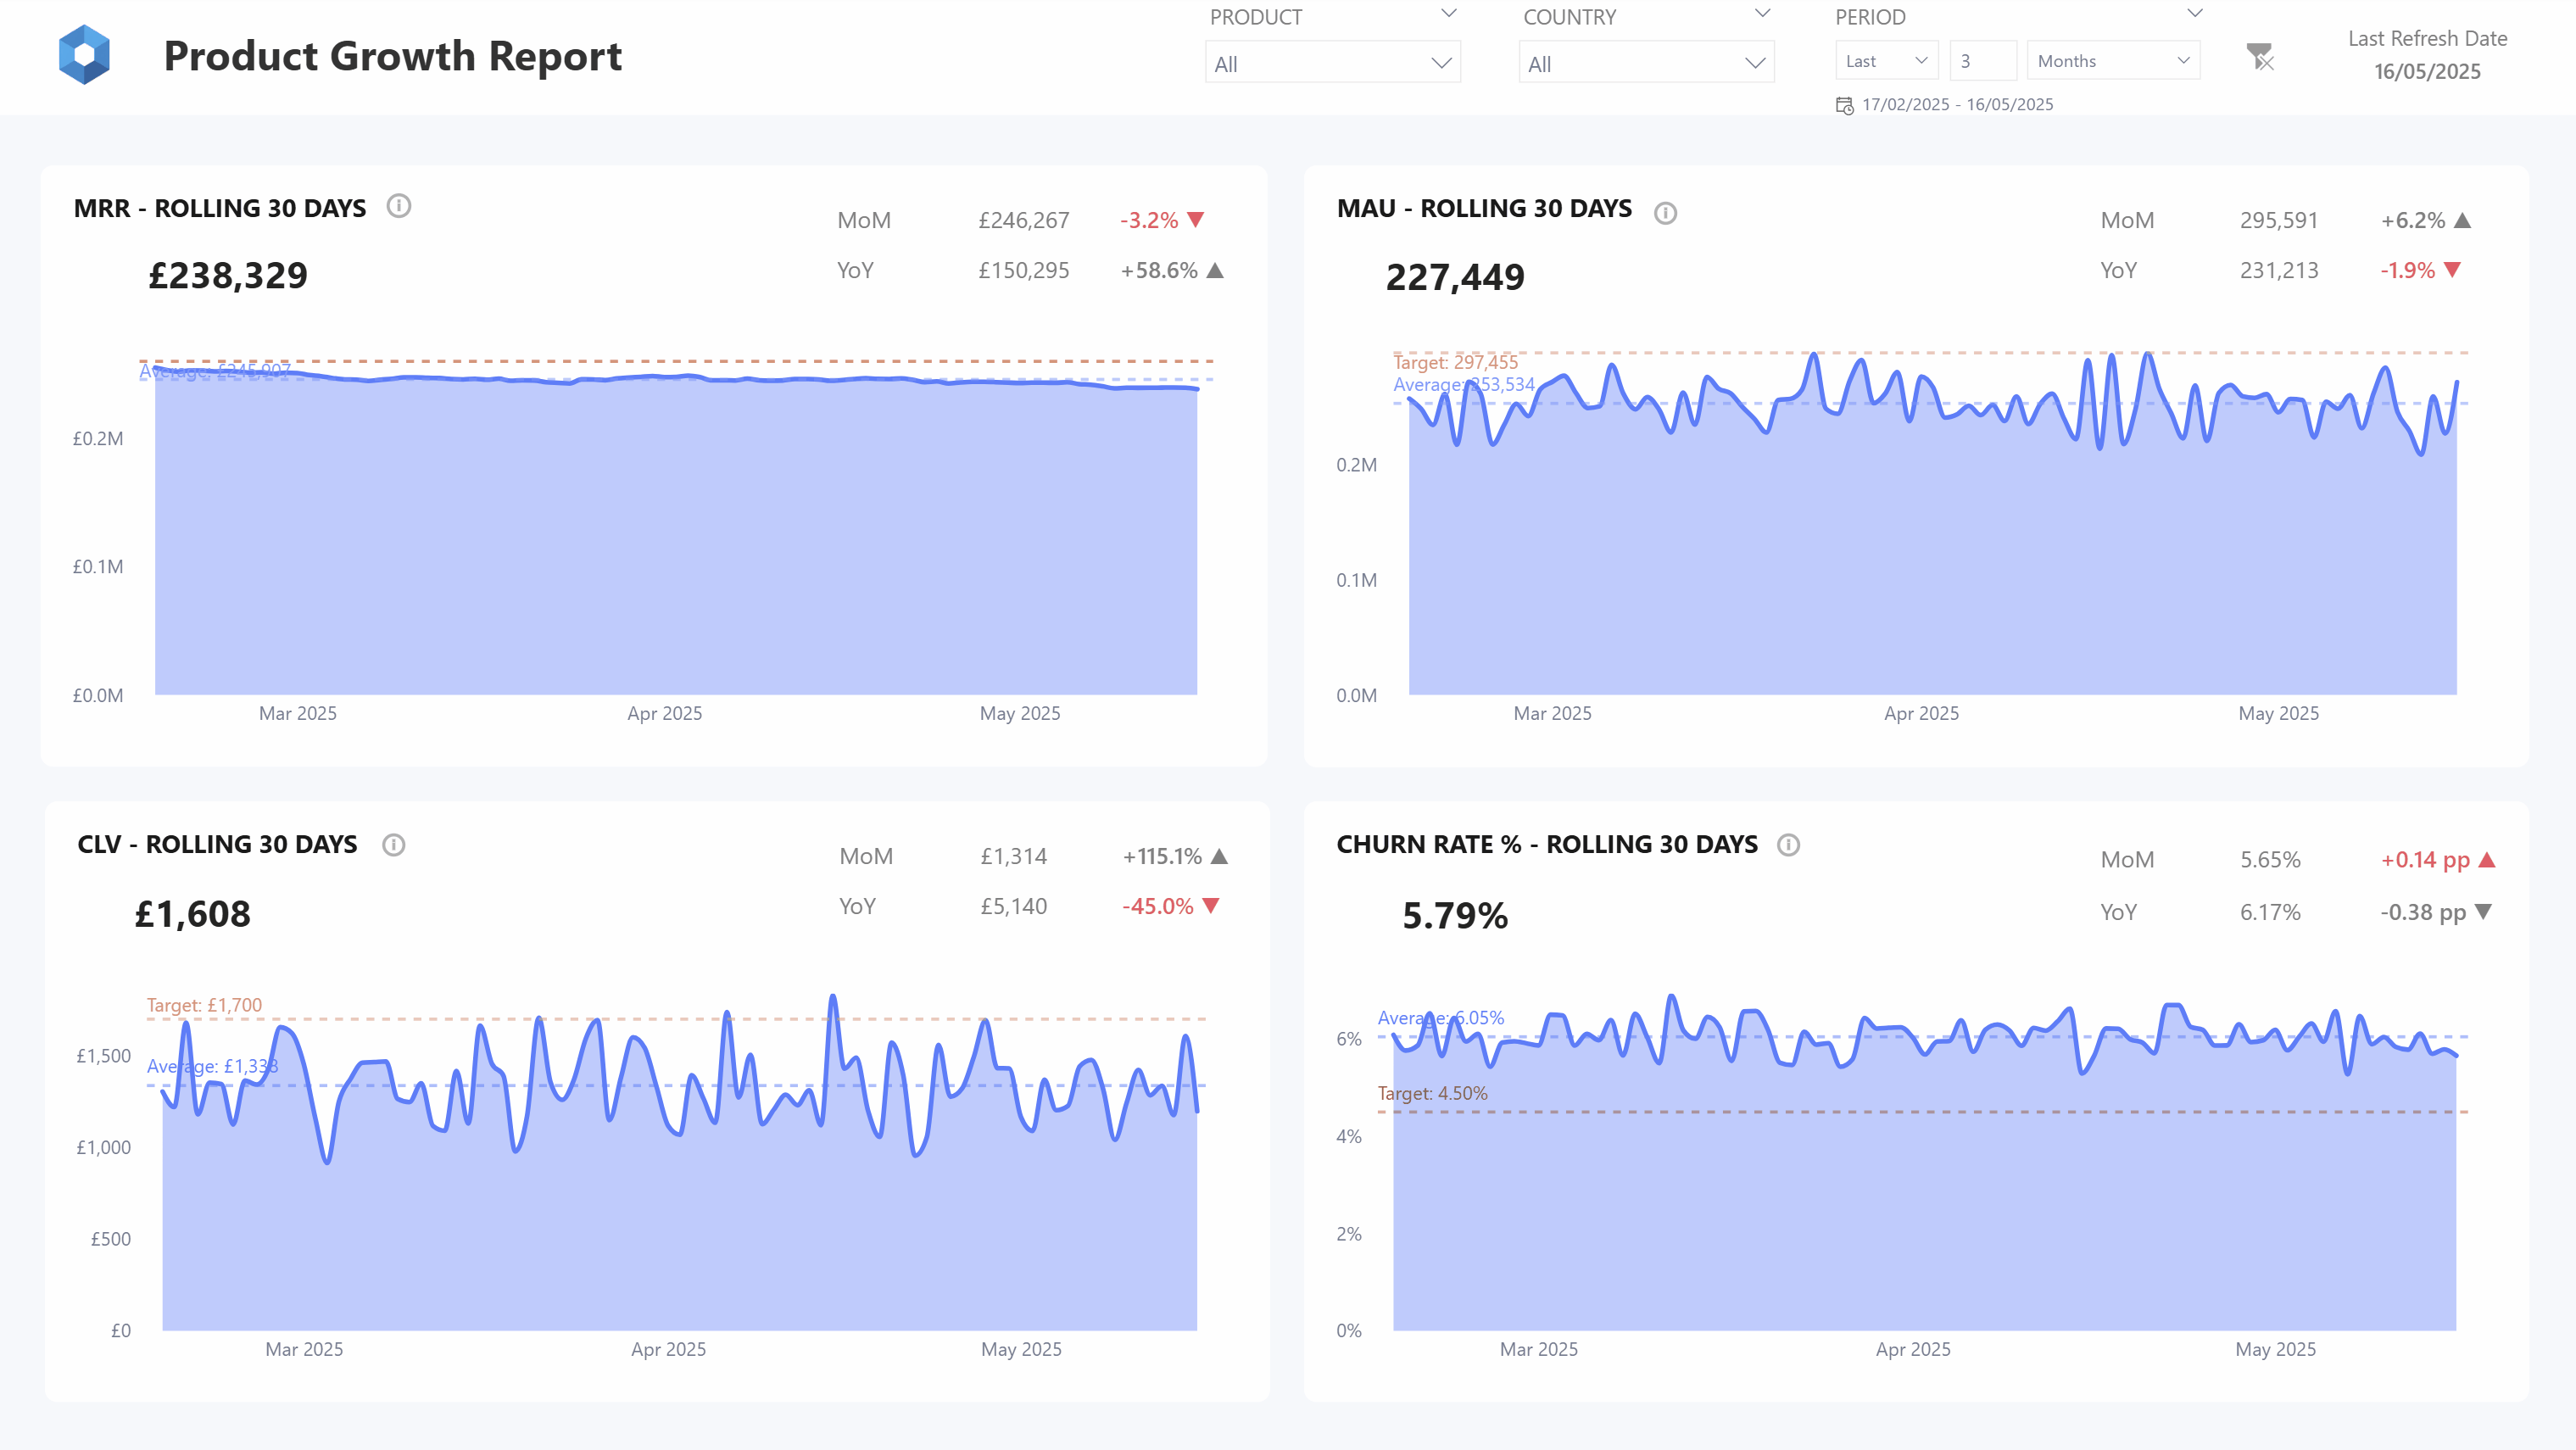 Product Growth Report
PRODUCT
All
COUNTRY
All
PERIOD
Last
3
Months
17/02/2025 - 16/05/2025
Last Refresh Date
16/05/2025
MRR - ROLLING 30 DAYS
£238,329
MoM £246,267 -3.2%
YoY £150,295 +58.6%
Average: £245,907
£0.2M
£0.1M
£0.0M
Mar 2025 Apr 2025 May 2025
MAU - ROLLING 30 DAYS
227,449
MoM 295,591 +6.2%
YoY 231,213 -1.9%
Target: 297,455
Average: 253,534
0.2M
0.1M
0.0M
Mar 2025 Apr 2025 May 2025
CLV - ROLLING 30 DAYS
£1,608
MoM £1,314 +115.1%
YoY £5,140 -45.0%
Target: £1,700
£1,500
Average: £1,338
£1,000
£500
£0
Mar 2025 Apr 2025 May 2025
CHURN RATE % - ROLLING 30 DAYS
5.79%
MoM 5.65% +0.14 pp
YoY 6.17% -0.38 pp
Average: 6.05%
6%
Target: 4.50%
4%
2%
0%
Mar 2025 Apr 2025 May 2025